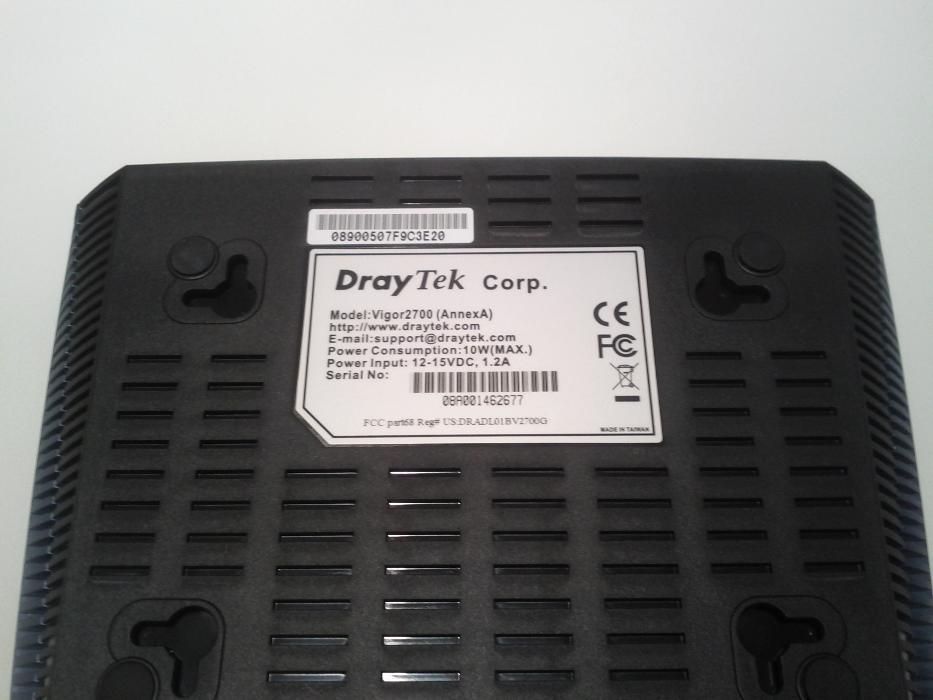 08900507F9C3E20
DrayTek Corp.
Model:Vigor2700 (AnnexA)
http://www.draytek.com
E-mail:support@draytek.com
Power Consumption:10W(MAX.)
Power Input: 12-15VDC, 1.2A
Serial No:
08A001462677
FCC part68 Reg# US:DRADL01BV2700G
MADE IN TAIWAN
CE
FC